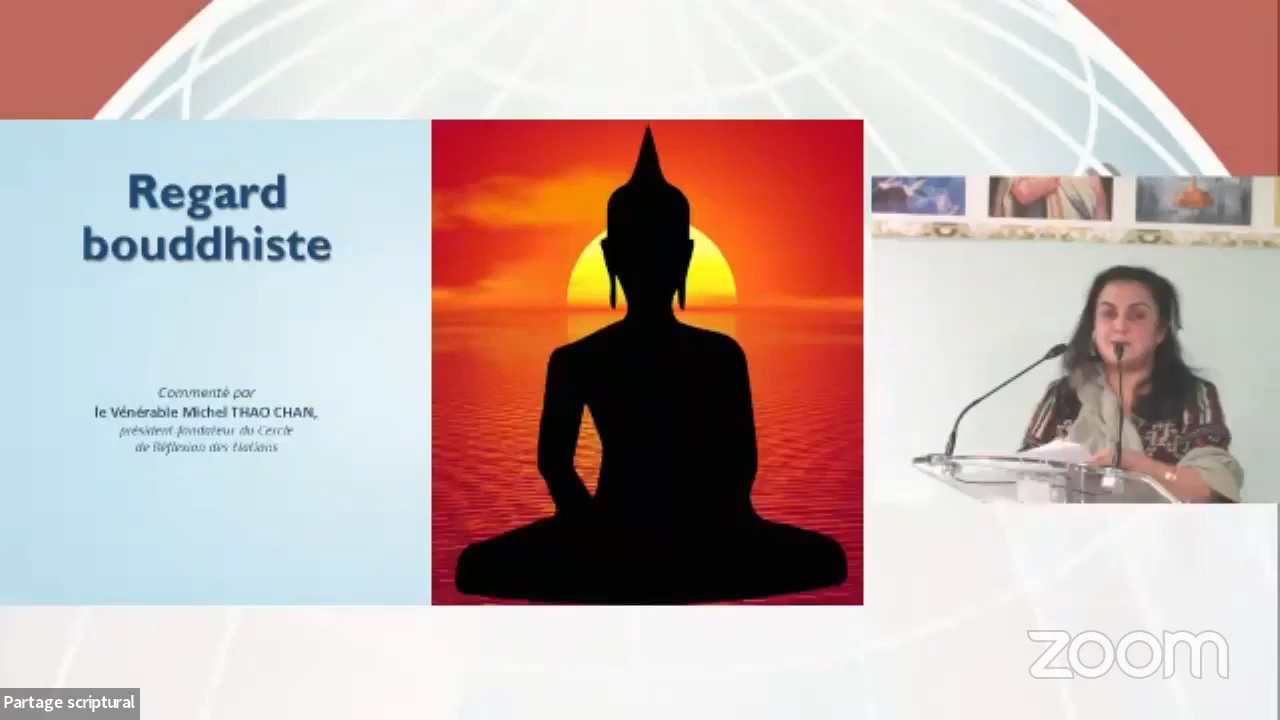 Regard
bouddhiste
Commenté par
le Vénérable Michel THAO CHAN,
président-fondateur du Cercle
de Réflexion des Nations
zoom
Partage scriptural